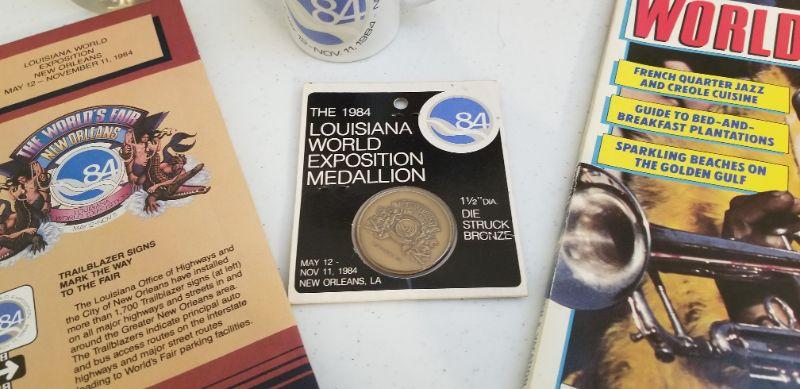 LOUISIANA WORLD
EXPOSITION
NEW ORLEANS
MAY 12 – NOVEMBER 11, 1984
THE WORLD'S FAIR
NEW ORLEANS
84
TRAILBLAZER SIGNS
MARK THE WAY
TO THE FAIR
The Louisiana Office of Highways and
the City of New Orleans have installed
more than 1,700 Trailblazer signs (at left)
on all major highways and streets in and
around the Greater New Orleans area.
The Trailblazers indicate principal auto
and bus access routes on the interstate
highways and major street routes
leading to World's Fair parking facilities.
84
84
12 - NOV. 11, 1984
THE 1984
LOUISIANA
WORLD
EXPOSITION
MEDALLION
84
1½" DIA.
DIE
STRUCK
BRONZE
MAY 12 -
NOV 11, 1984
NEW ORLEANS, LA
WORLD
FRENCH QUARTER JAZZ
AND CREOLE CUISINE
GUIDE TO BED-AND-
BREAKFAST PLANTATIONS
SPARKLING BEACHES ON
THE GOLDEN GULF